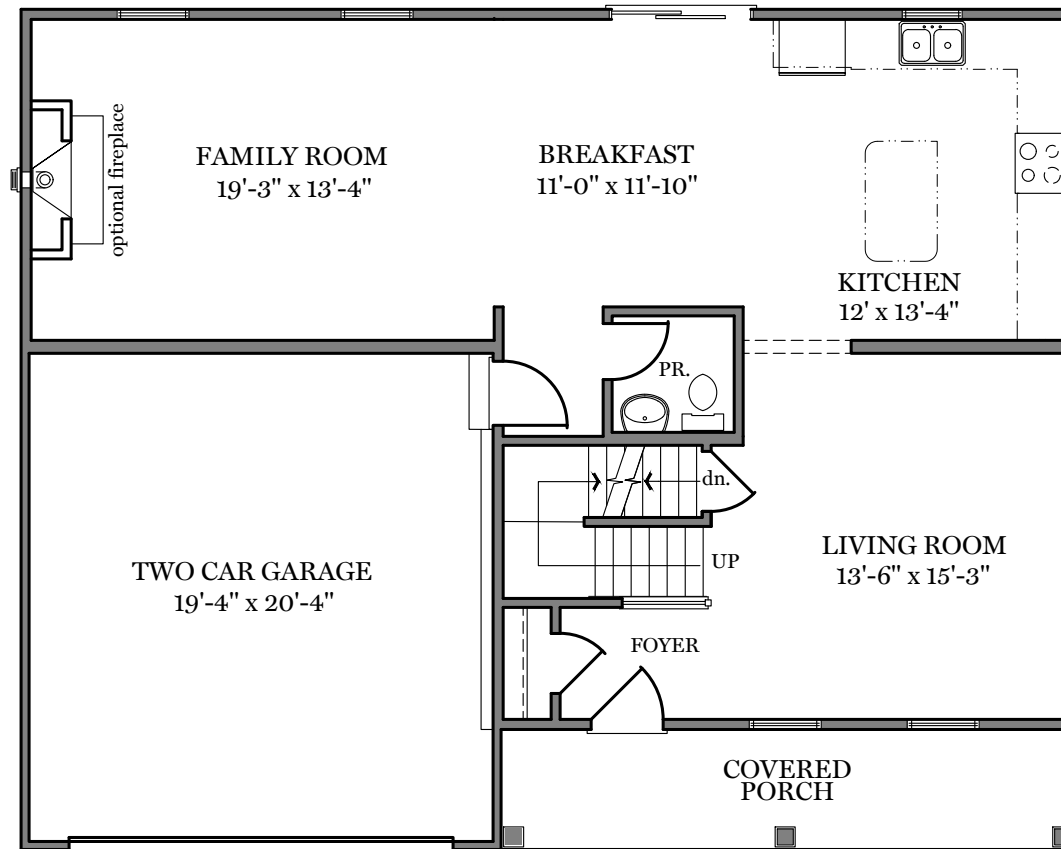 optional fireplace
FAMILY ROOM
19'-3" x 13'-4"
BREAKFAST
11'-0" x 11'-10"
KITCHEN
12' x 13'-4"
PR.
dn.
UP
TWO CAR GARAGE
19'-4" x 20'-4"
LIVING ROOM
13'-6" x 15'-3"
FOYER
COVERED
PORCH